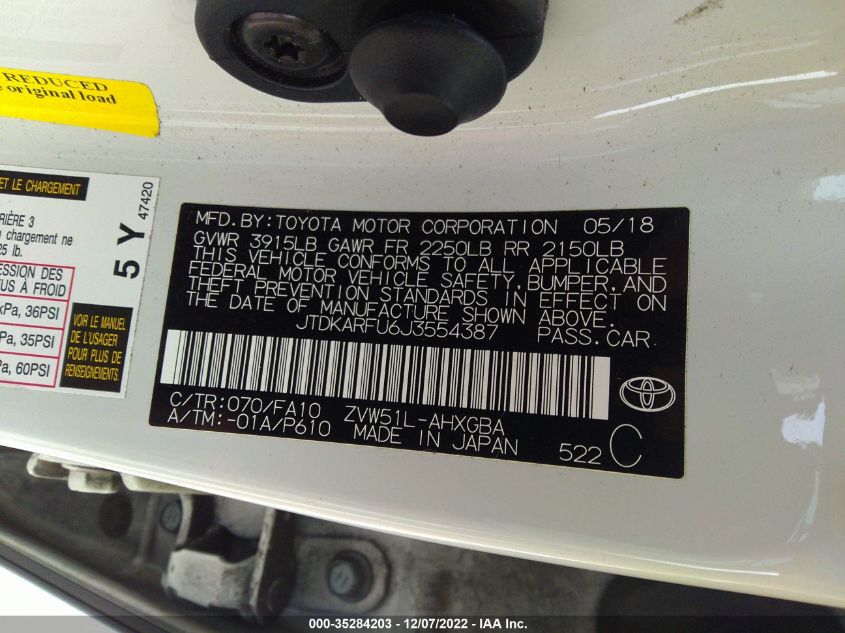 REDUCED
original load
ET LE CHARGEMENT
RIÈRE 3
chargement ne
25 lb.
ESSION DES
US À FROID
kPa, 36PSI
Pa, 35PSI
Pa, 60PSI
VOIR LE MANUEL
DE L'USAGER
POUR PLUS DE
RENSEIGNEMENTS.
5 Y
47420
MFD.BY:TOYOTA MOTOR CORPORATION 05/18
GVWR 3915LB GAWR FR 2250LB RR 2150LB
THIS VEHICLE CONFORMS TO ALL APPLICABLE
FEDERAL MOTOR VEHICLE SAFETY,BUMPER,AND
THEFT PREVENTION STANDARDS IN EFFECT ON
THE DATE OF MANUFACTURE SHOWN ABOVE.
JTDKARFU6J3554387 PASS.CAR
C/TR:070/FA10 ZVW51L-AHXGBA
A/TM:-01A/P610 MADE IN JAPAN
522 C
000-35284203 - 12/07/2022 - IAA Inc.